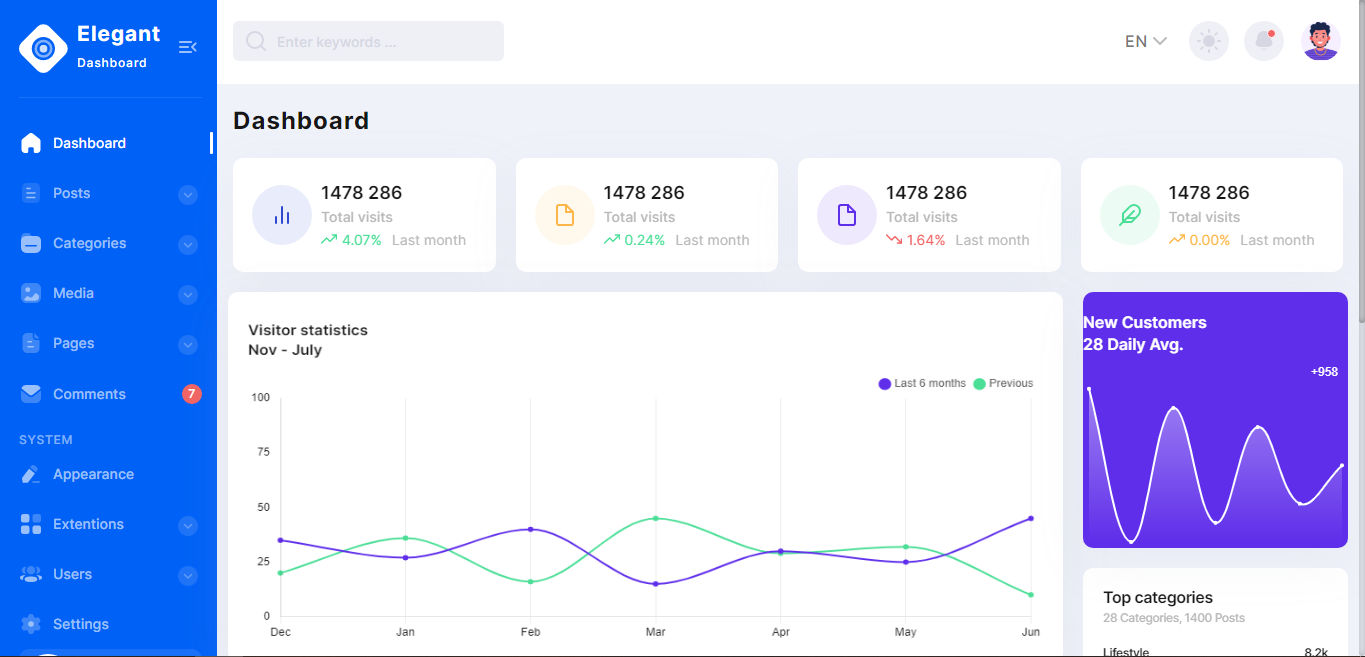 Elegant
Dashboard
Enter keywords ...
EN
Dashboard
Posts
Categories
Media
Pages
Comments
7
SYSTEM
Appearance
Extentions
Users
Settings
Dashboard
1478 286
Total visits
4.07% Last month
1478 286
Total visits
0.24% Last month
1478 286
Total visits
1.64% Last month
1478 286
Total visits
0.00% Last month
Visitor statistics
Nov - July
Last 6 months Previous
100
75
50
25
0
Dec Jan Feb Mar Apr May Jun
New Customers
28 Daily Avg.
+958
Top categories
28 Categories, 1400 Posts
Lifestyle 8.2k